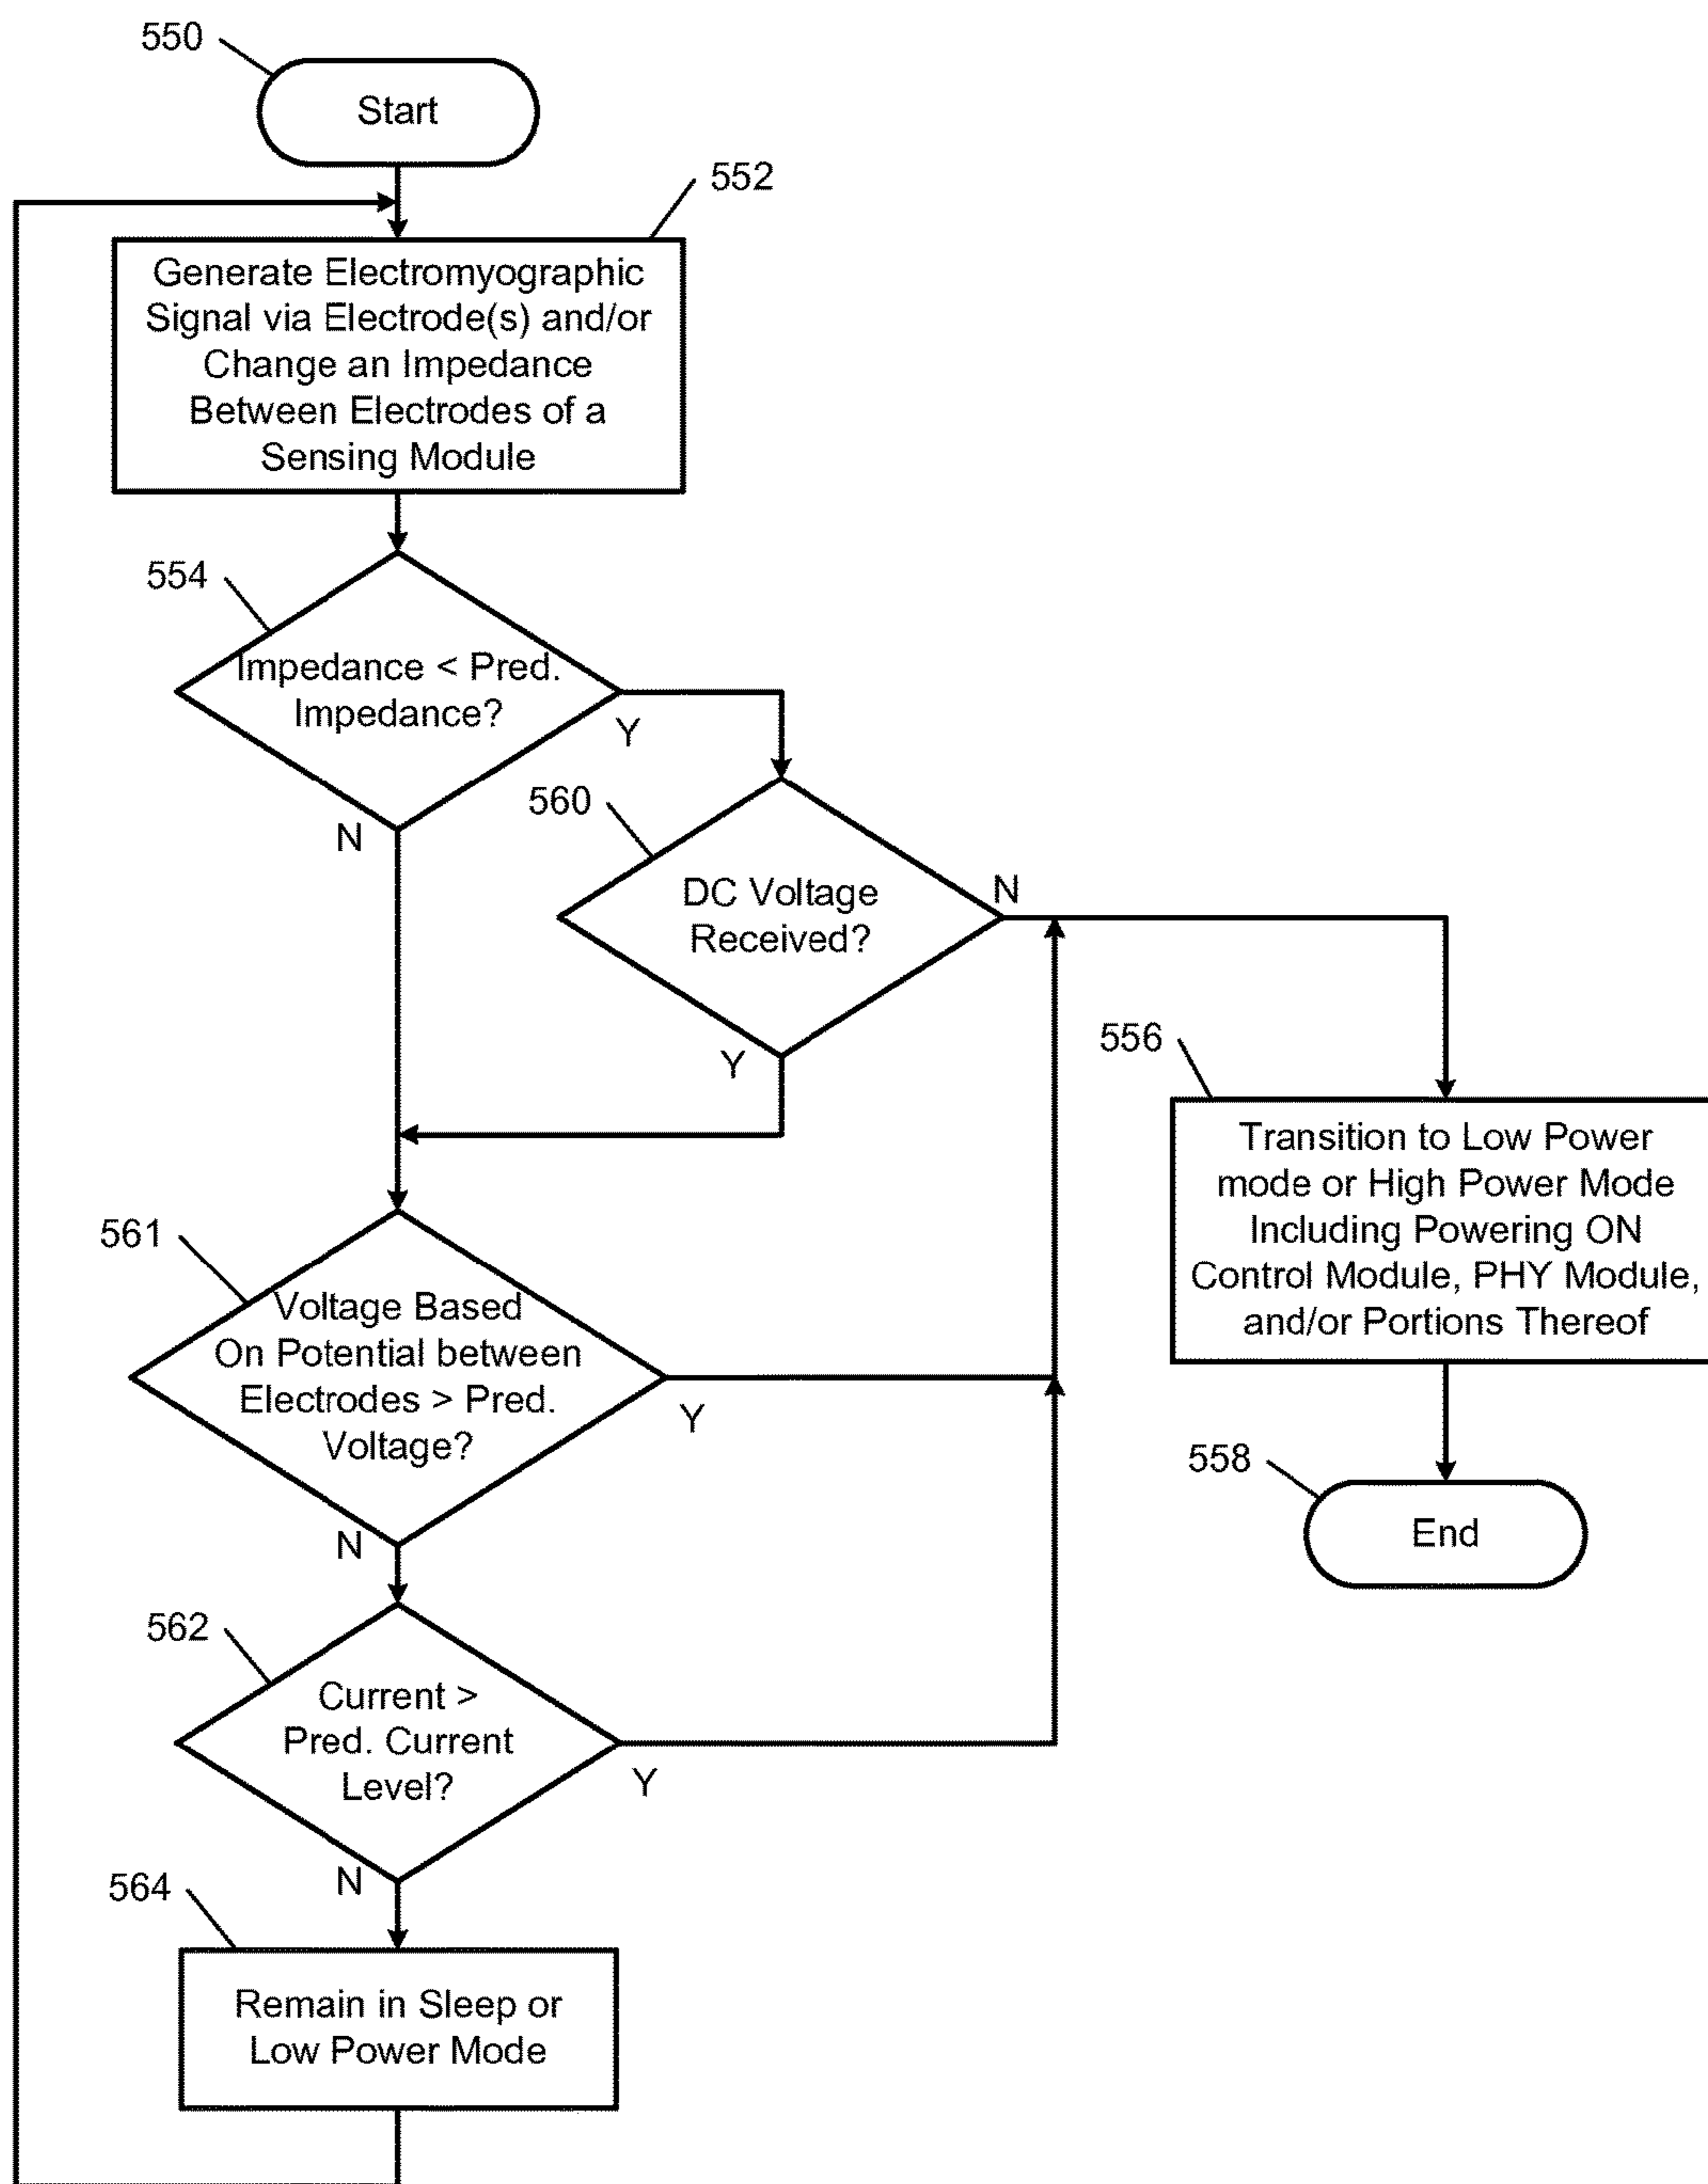 550
Start
552
Generate Electromyographic
Signal via Electrode(s) and/or
Change an Impedance
Between Electrodes of a
Sensing Module
554
Impedance < Pred.
Impedance?
Y
N
560
DC Voltage
Received?
N
Y
556
Transition to Low Power
mode or High Power Mode
Including Powering ON
Control Module, PHY Module,
and/or Portions Thereof
561
Voltage Based
On Potential between
Electrodes > Pred.
Voltage?
Y
N
558
End
562
Current >
Pred. Current
Level?
Y
N
564
Remain in Sleep or
Low Power Mode